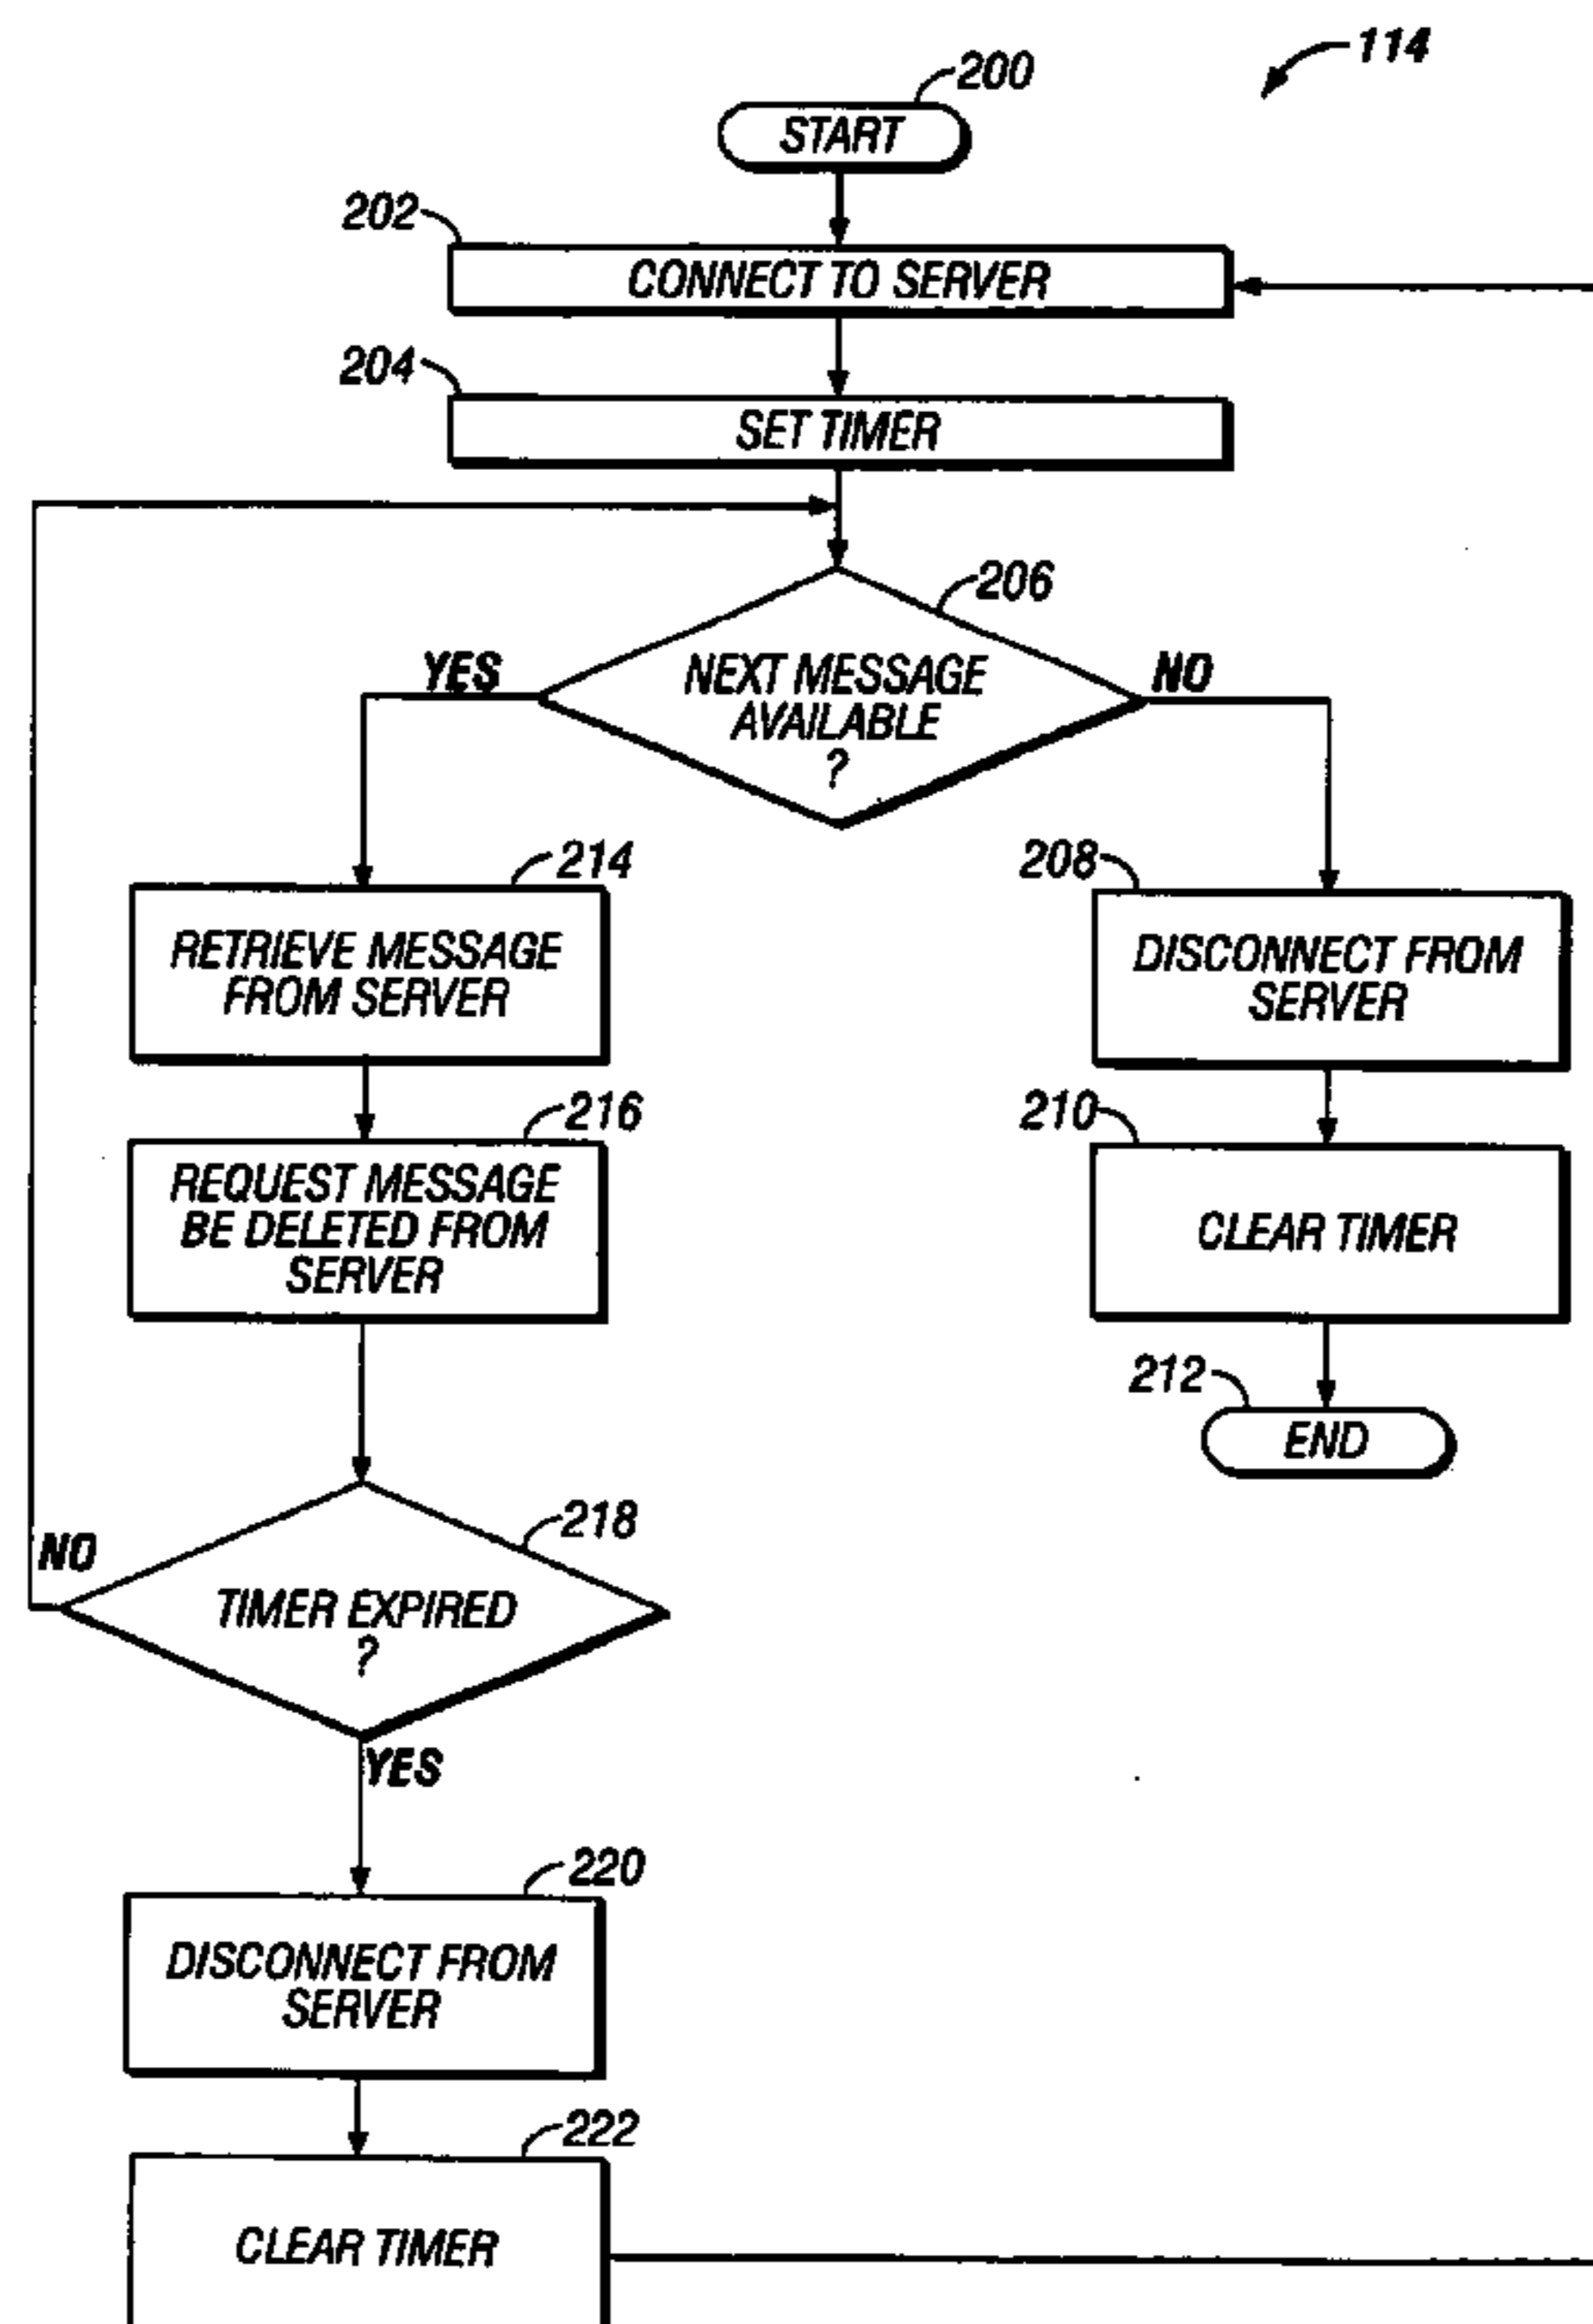 114
200
START
202
CONNECT TO SERVER
204
SET TIMER
206
YES
NEXT MESSAGE
AVAILABLE
?
NO
214
RETRIEVE MESSAGE
FROM SERVER
208
DISCONNECT FROM
SERVER
216
REQUEST MESSAGE
BE DELETED FROM
SERVER
210
CLEAR TIMER
212
END
218
NO
TIMER EXPIRED
?
YES
220
DISCONNECT FROM
SERVER
222
CLEAR TIMER